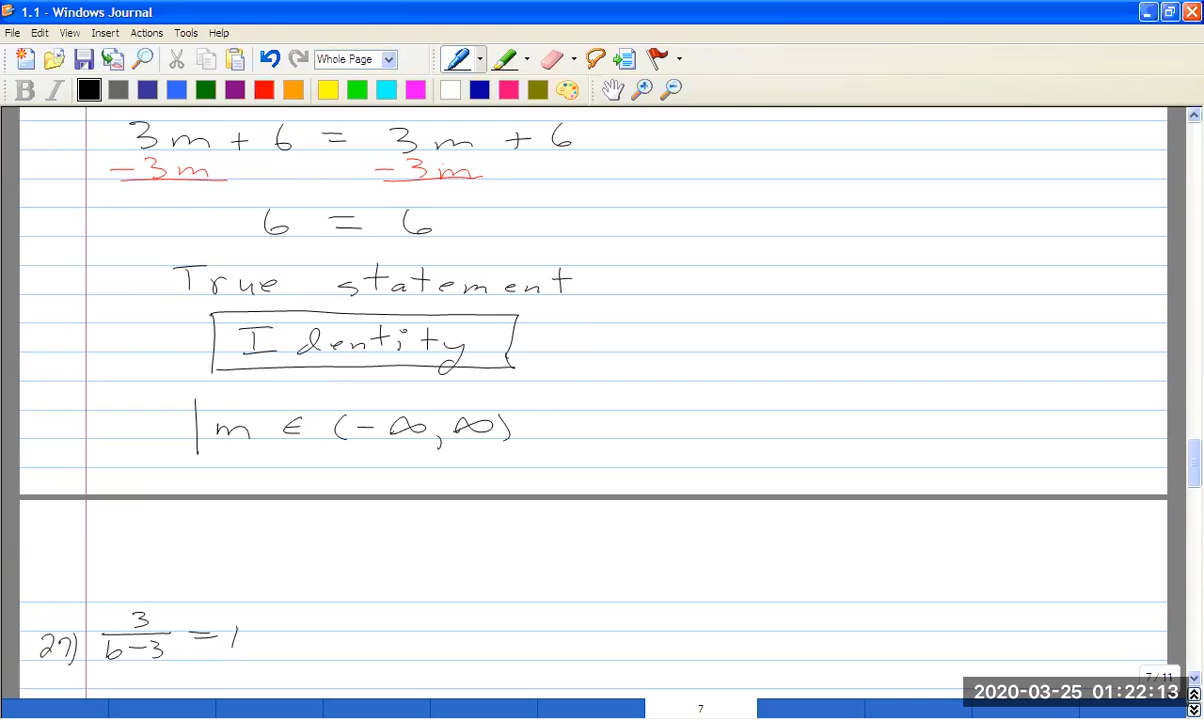 1.1 - Windows Journal
File Edit View Insert Actions Tools Help
Whole Page
B I
3m + 6 = 3m + 6
-3m -3m
6 = 6
True statement
Identity
m ∈ (-∞, ∞)
27) 3/(b-3) = 1
7 / 11
2020-03-25 01:22:13
7